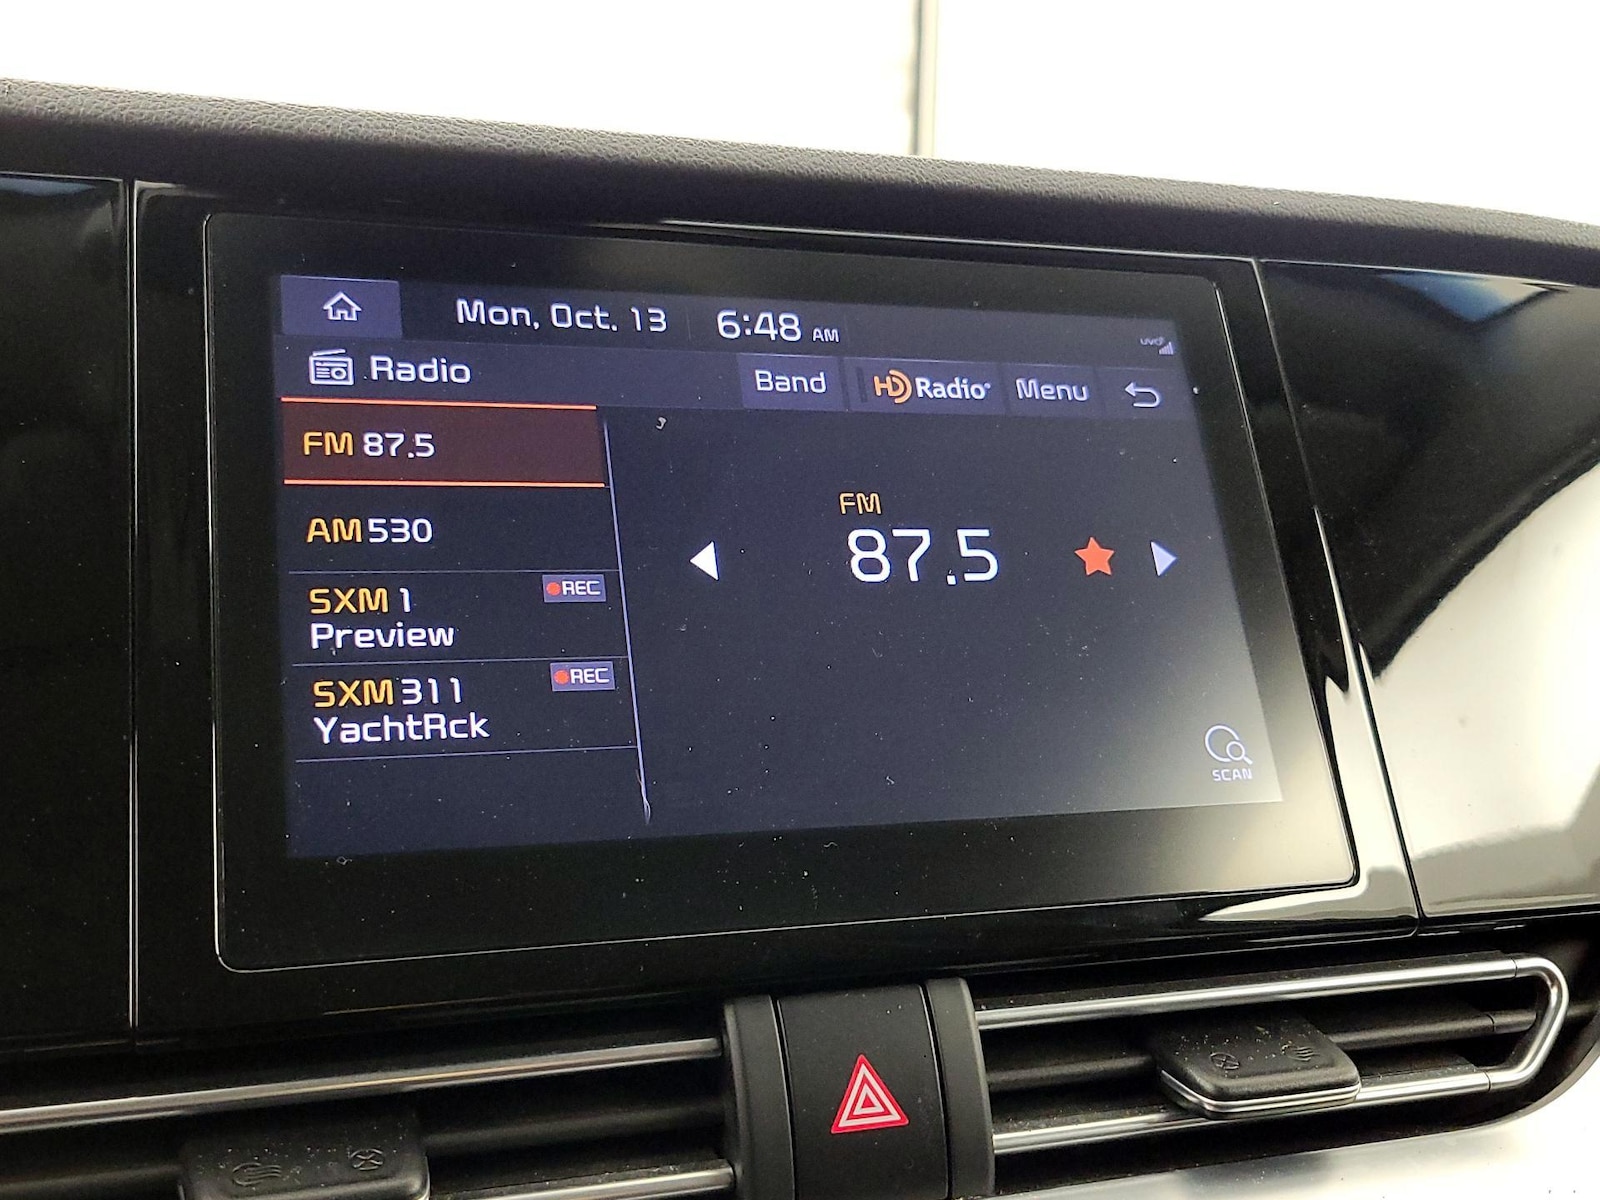 Mon, Oct. 13 6:48 AM
UVO
Radio Band HD Radio® Menu
FM 87.5
AM 530
SXM 1 REC
Preview
SXM 311 REC
YachtRck
FM
87.5
SCAN